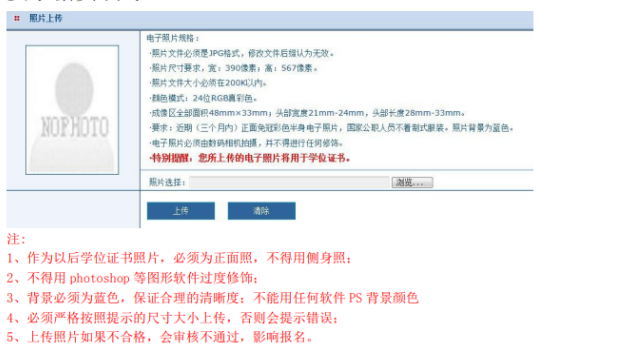 照片上传
电子照片规格:
·照片文件必须是JPG格式，修改文件后缀认为无效。
·照片尺寸要求，宽：390像素；高：567像素。
·照片文件大小必须在200K以内。
·颜色模式：24位RGB真彩色。
·成像区全部面积48mm×33mm；头部宽度21mm-24mm，头部长度28mm-33mm。
·要求：近期（三个月内）正面免冠彩色半身电子照片，国家公职人员不着制式服装。照片背景为蓝色。
·电子照片必须由数码相机拍摄，并不得进行任何修饰。
·特别提醒，您所上传的电子照片将用于学位证书。
NOPHOTO
照片选择:
浏览...
上传 清除
注:
1、作为以后学位证书照片，必须为正面照，不得用侧身照;
2、不得用 photoshop 等图形软件过度修饰;
3、背景必须为蓝色，保证合理的清晰度；不能用任何软件 PS 背景颜色
4、必须严格按照提示的尺寸大小上传，否则会提示错误;
5、上传照片如果不合格，会审核不通过，影响报名。